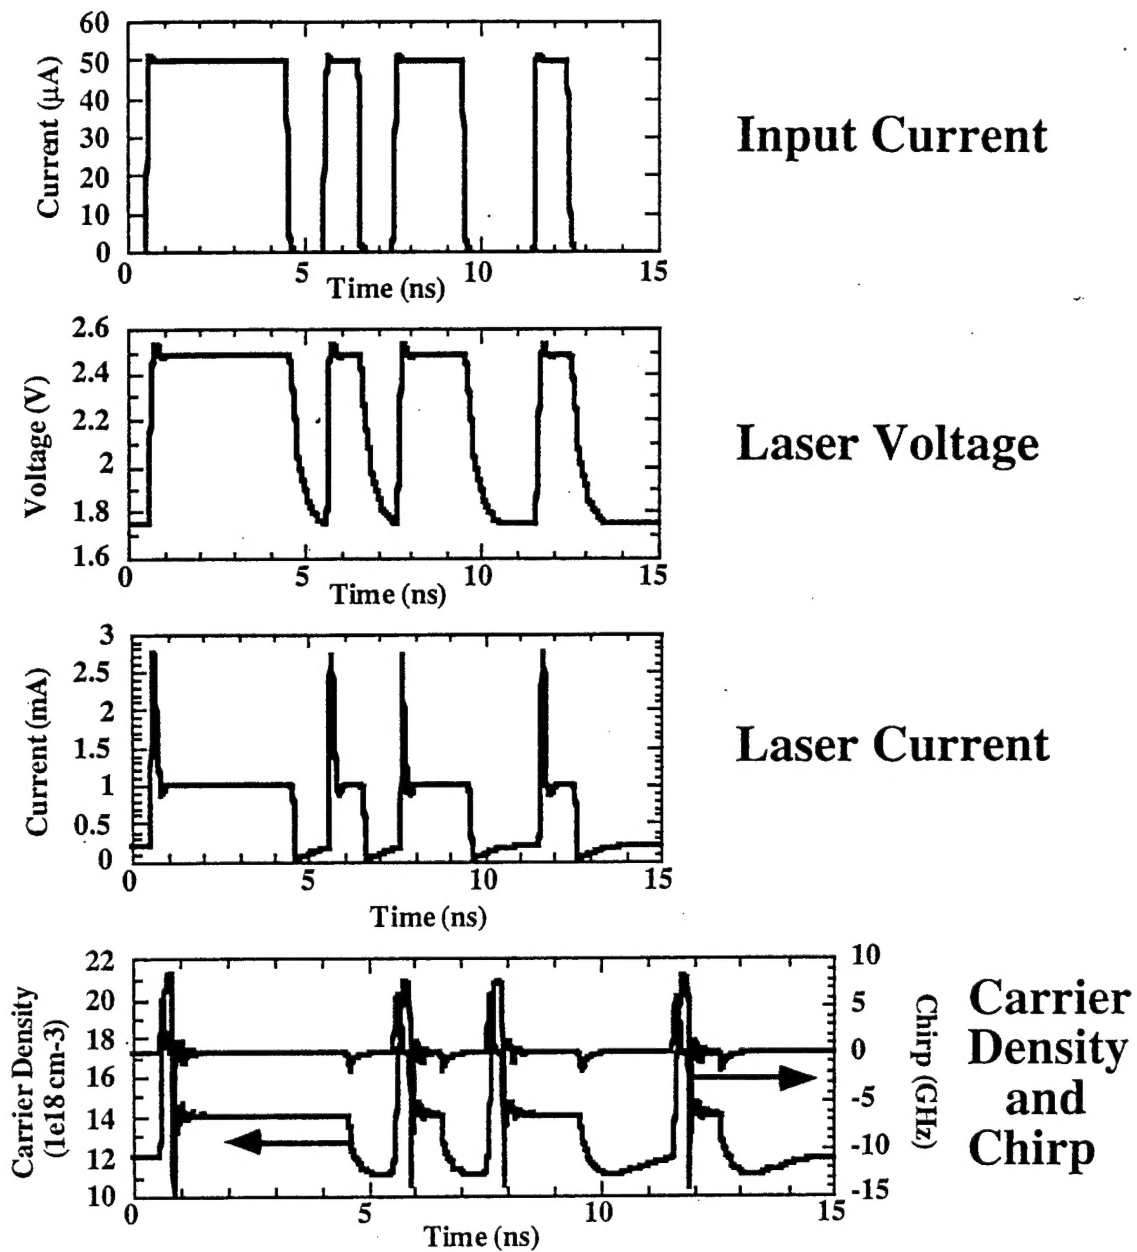 60
50
40
30
20
10
0
Current (μA)
0 5 10 15
Time (ns)
Input Current
2.6
2.4
2.2
2
1.8
1.6
Voltage (V)
0 5 10 15
Time (ns)
Laser Voltage
3
2.5
2
1.5
1
0.5
0
Current (mA)
0 5 10 15
Time (ns)
Laser Current
22
20
18
16
14
12
10
Carrier Density
(1e18 cm-3)
10
5
0
-5
-10
-15
Chirp (GHz)
0 5 10 15
Time (ns)
Carrier
Density
and
Chirp